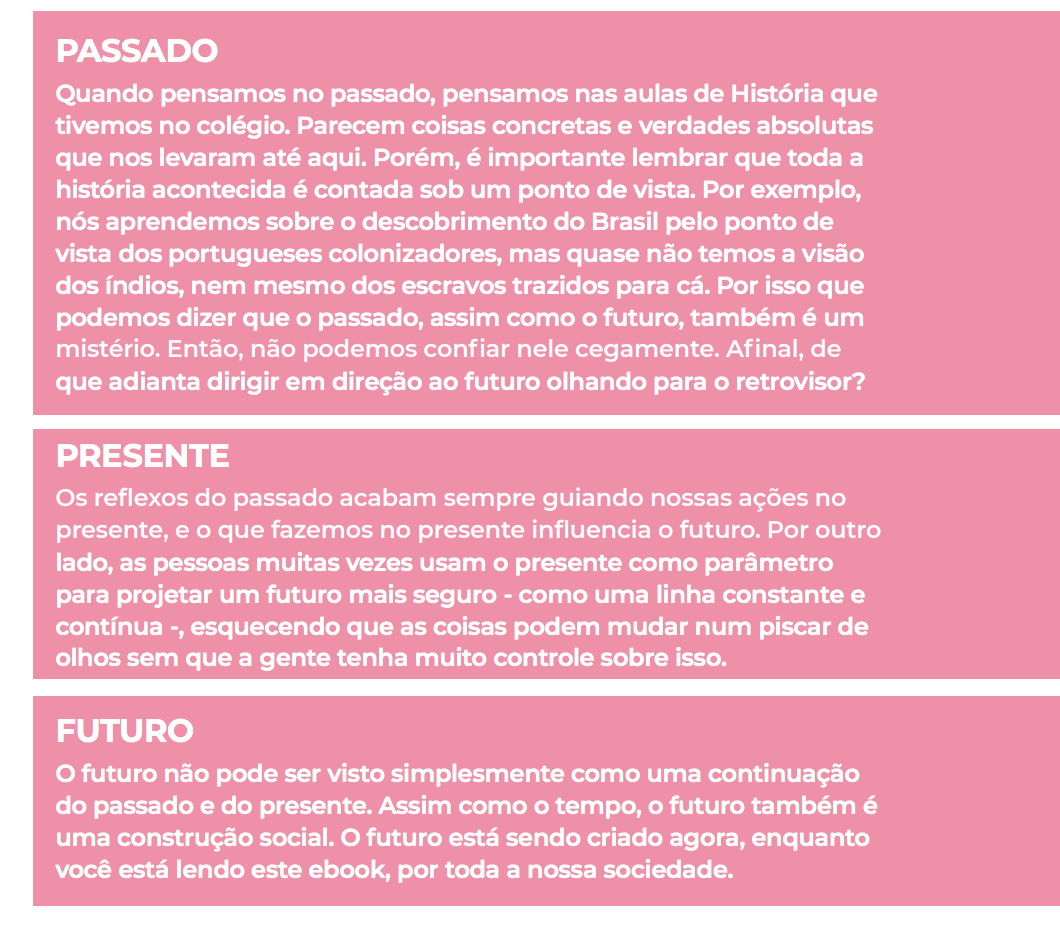 PASSADO
Quando pensamos no passado, pensamos nas aulas de História que
tivemos no colégio. Parecem coisas concretas e verdades absolutas
que nos levaram até aqui. Porém, é importante lembrar que toda a
história acontecida é contada sob um ponto de vista. Por exemplo,
nós aprendemos sobre o descobrimento do Brasil pelo ponto de
vista dos portugueses colonizadores, mas quase não temos a visão
dos índios, nem mesmo dos escravos trazidos para cá. Por isso que
podemos dizer que o passado, assim como o futuro, também é um
mistério. Então, não podemos confiar nele cegamente. Afinal, de
que adianta dirigir em direção ao futuro olhando para o retrovisor?
PRESENTE
Os reflexos do passado acabam sempre guiando nossas ações no
presente, e o que fazemos no presente influencia o futuro. Por outro
lado, as pessoas muitas vezes usam o presente como parâmetro
para projetar um futuro mais seguro - como uma linha constante e
contínua -, esquecendo que as coisas podem mudar num piscar de
olhos sem que a gente tenha muito controle sobre isso.
FUTURO
O futuro não pode ser visto simplesmente como uma continuação
do passado e do presente. Assim como o tempo, o futuro também é
uma construção social. O futuro está sendo criado agora, enquanto
você está lendo este ebook, por toda a nossa sociedade.